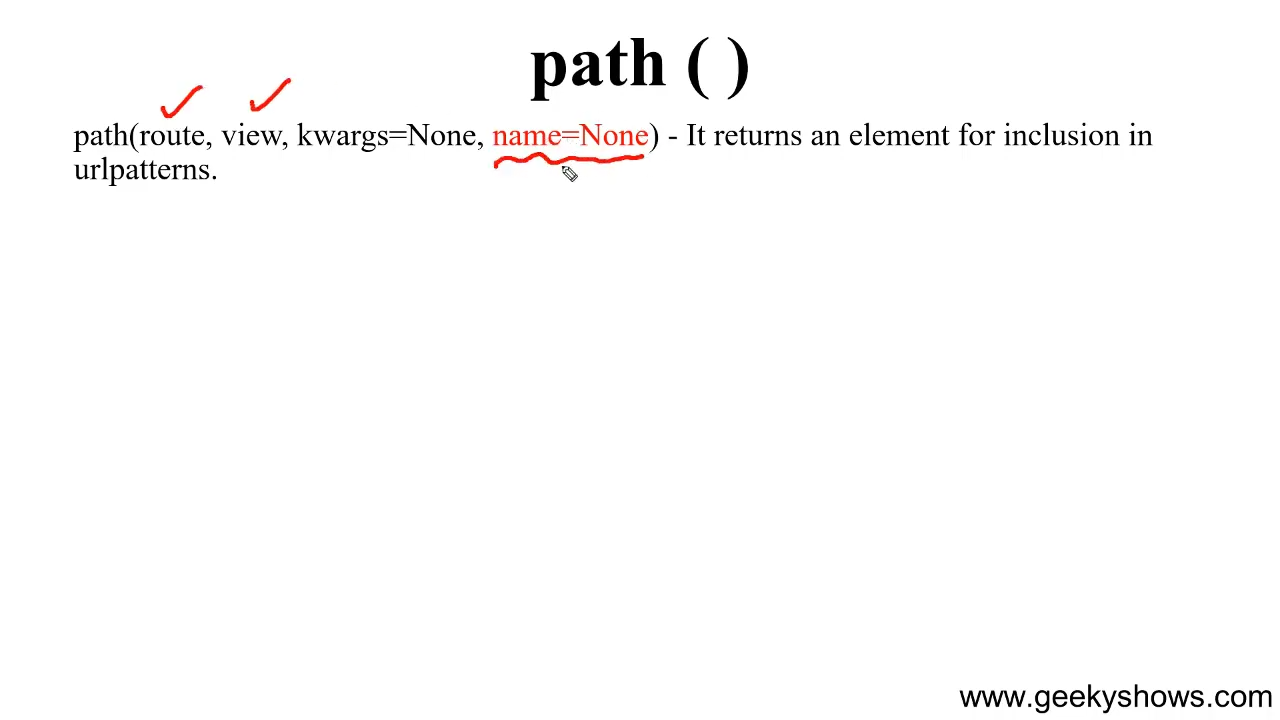 path ( )
path(route, view, kwargs=None, name=None) - It returns an element for inclusion in
urlpatterns.
www.geekyshows.com